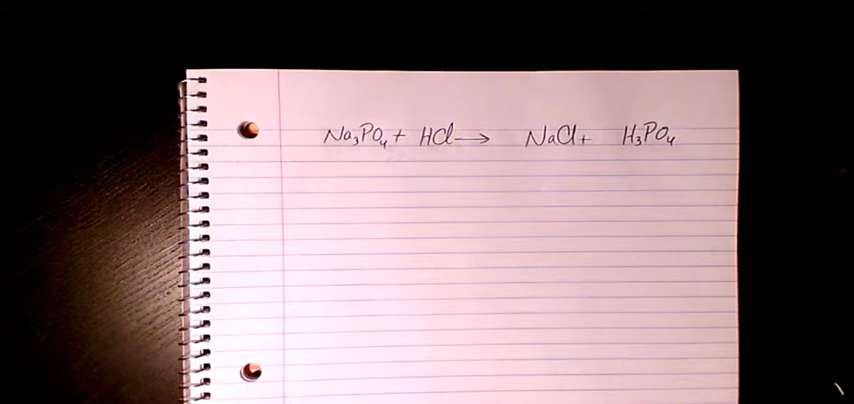 Na₃PO₄ + HCl → NaCl + H₃PO₄